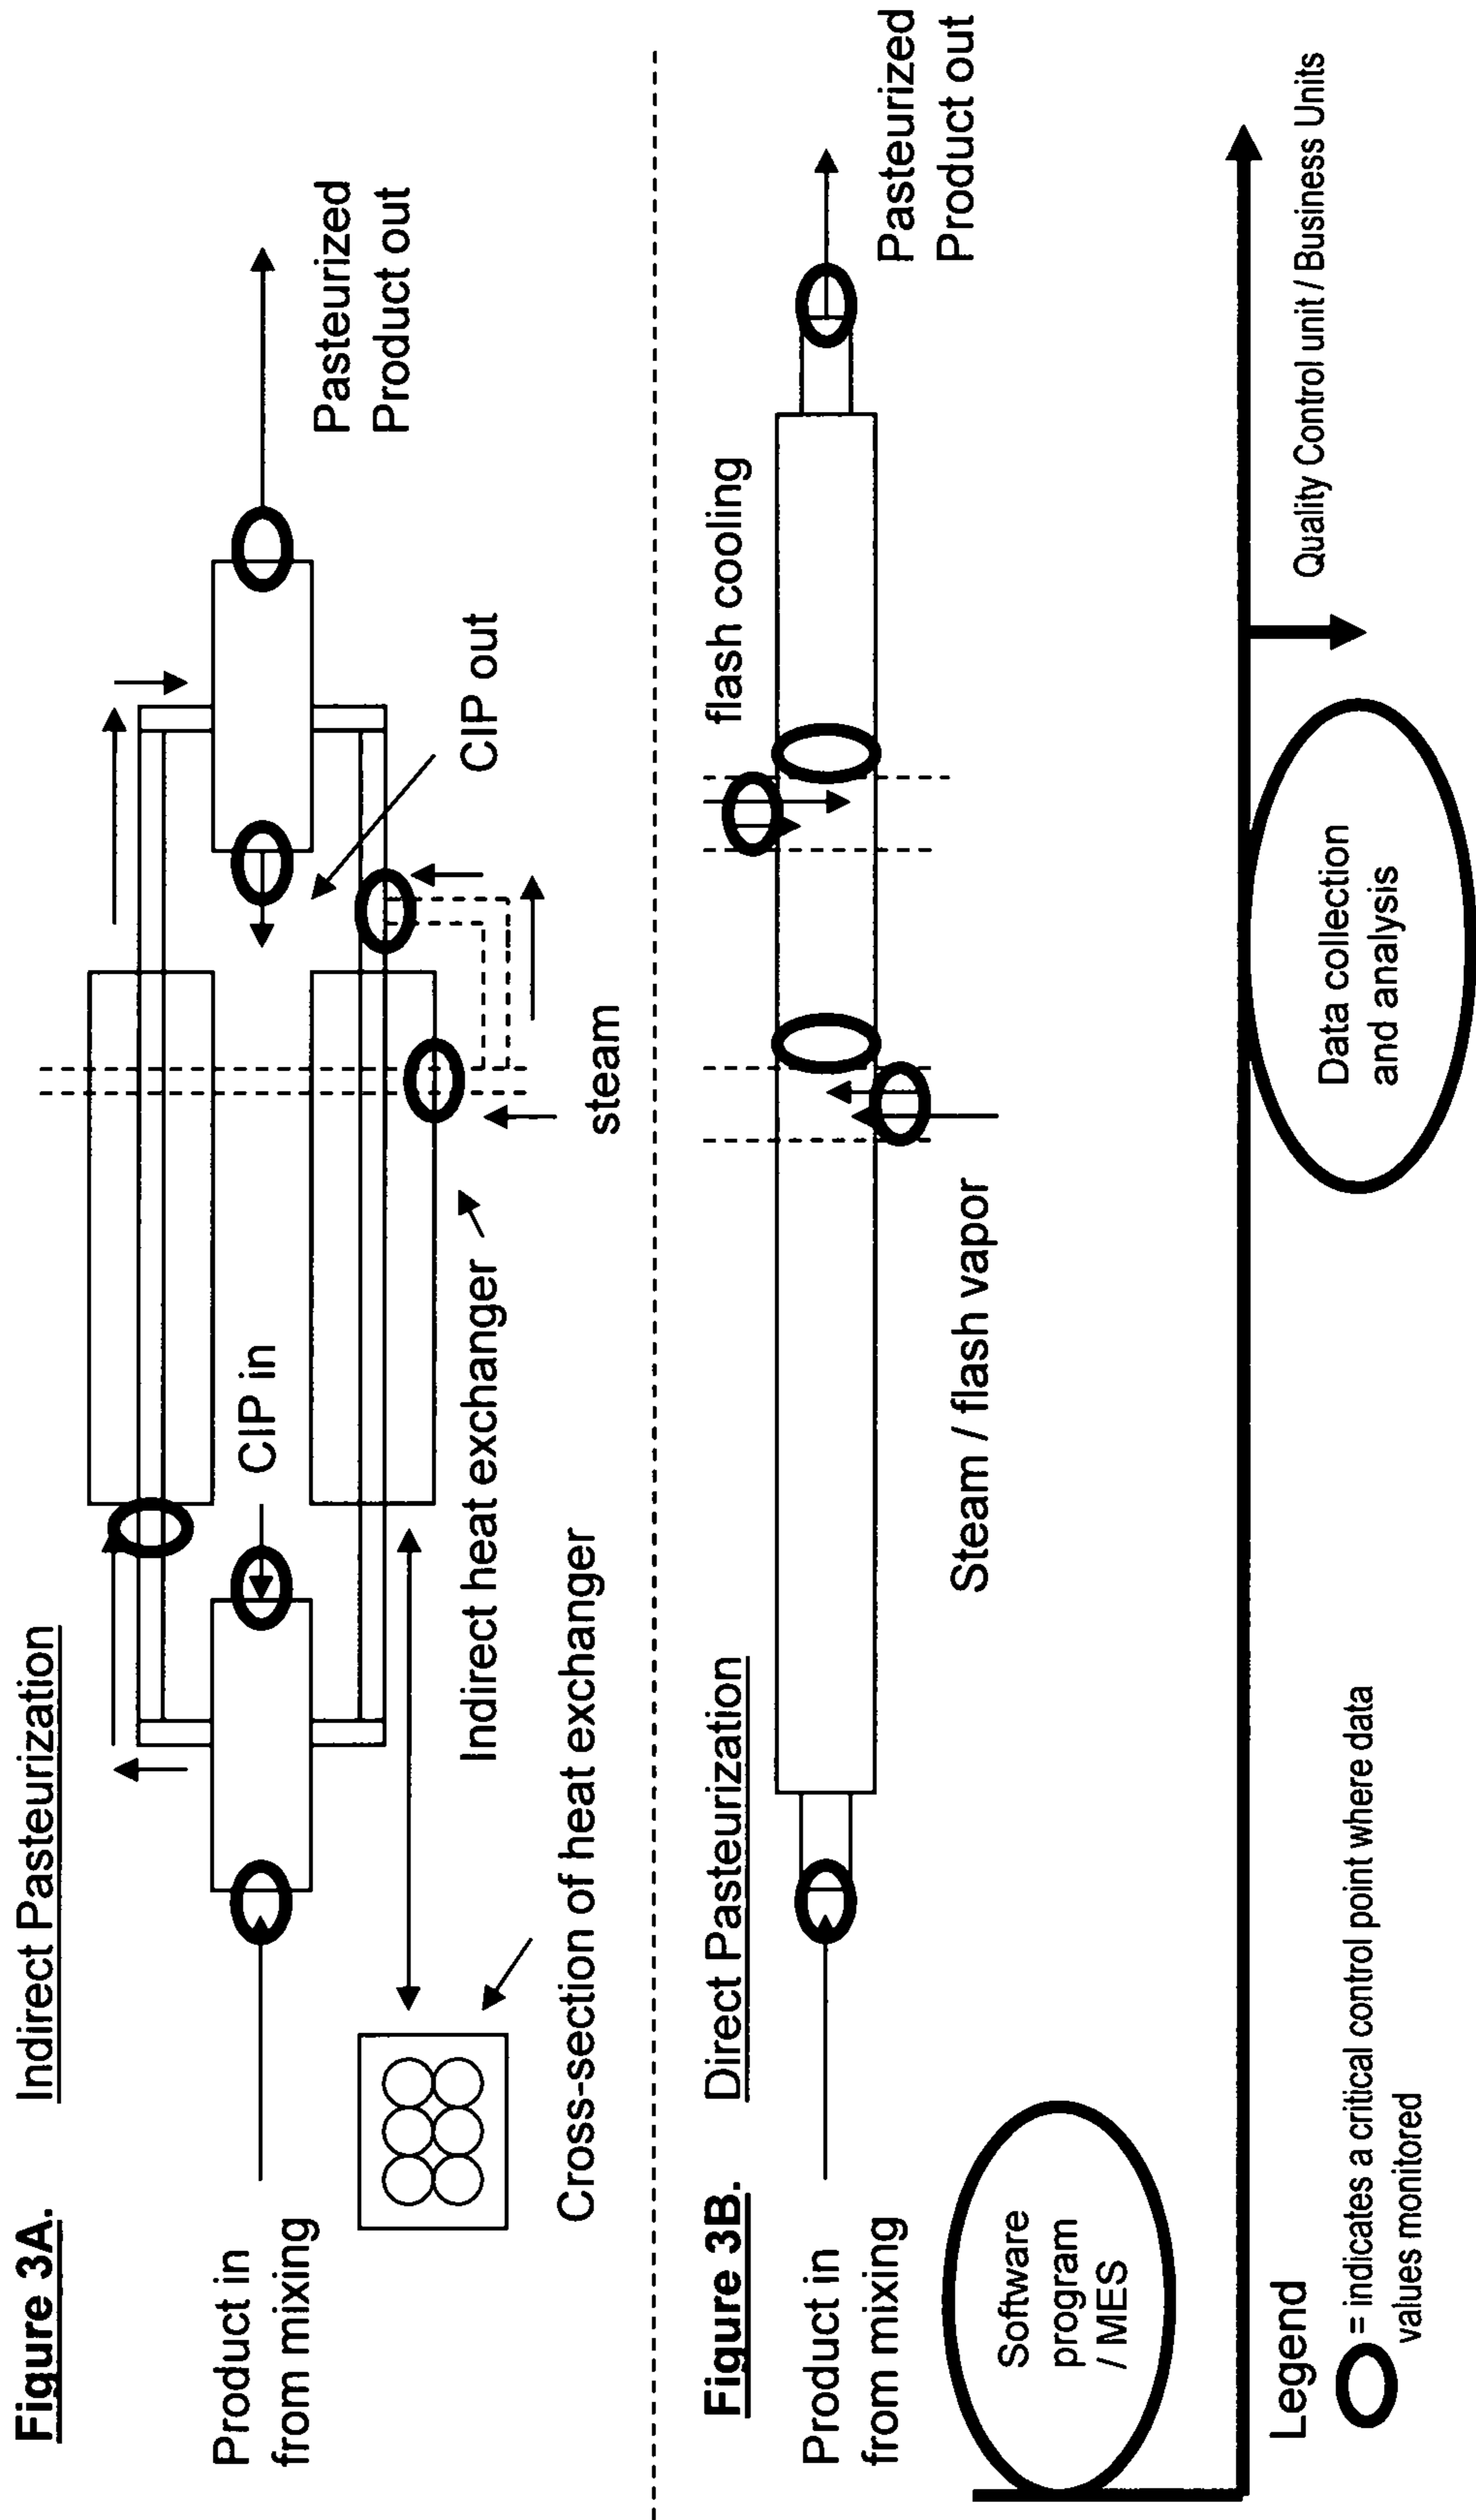 Figure 3A.
Indirect Pasteurization
Product in
from mixing
CIP in
Pasteurized
Product out
CIP out
Indirect heat exchanger
steam
Cross-section of heat exchanger
Figure 3B.
Direct Pasteurization
flash cooling
Product in
from mixing
Pasteurized
Product out
Steam / flash vapor
Software
program
/ MES
Legend
= indicates a critical control point where data
values monitored
Data collection
and analysis
Quality Control unit / Business Units